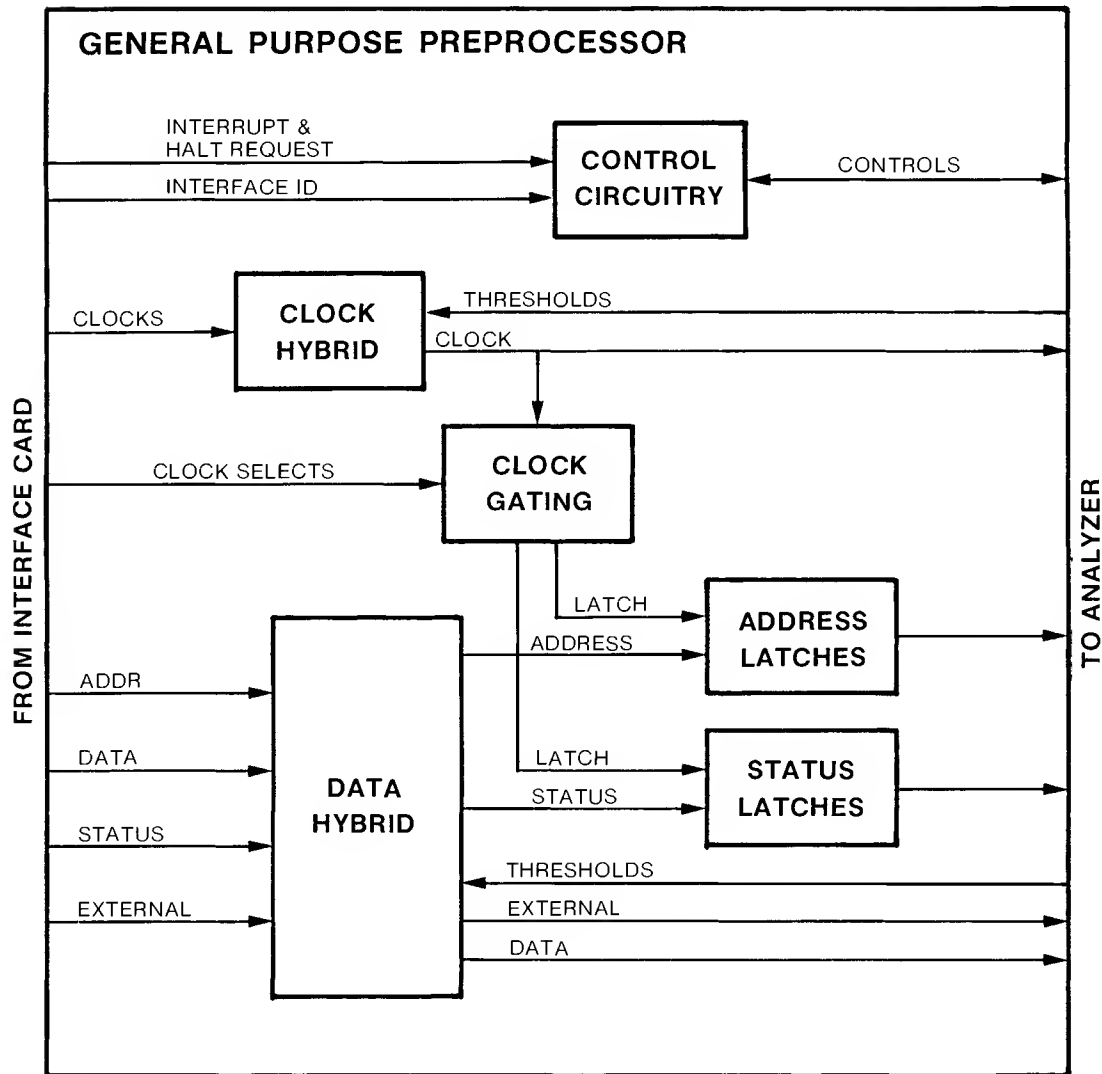 GENERAL PURPOSE PREPROCESSOR
INTERRUPT &
HALT REQUEST
INTERFACE ID
CONTROL
CIRCUITRY
CONTROLS
CLOCKS
CLOCK
HYBRID
THRESHOLDS
CLOCK
CLOCK SELECTS
CLOCK
GATING
FROM INTERFACE CARD
TO ANALYZER
LATCH
ADDRESS
ADDRESS
LATCHES
ADDR
DATA
STATUS
EXTERNAL
DATA
HYBRID
LATCH
STATUS
STATUS
LATCHES
THRESHOLDS
EXTERNAL
DATA